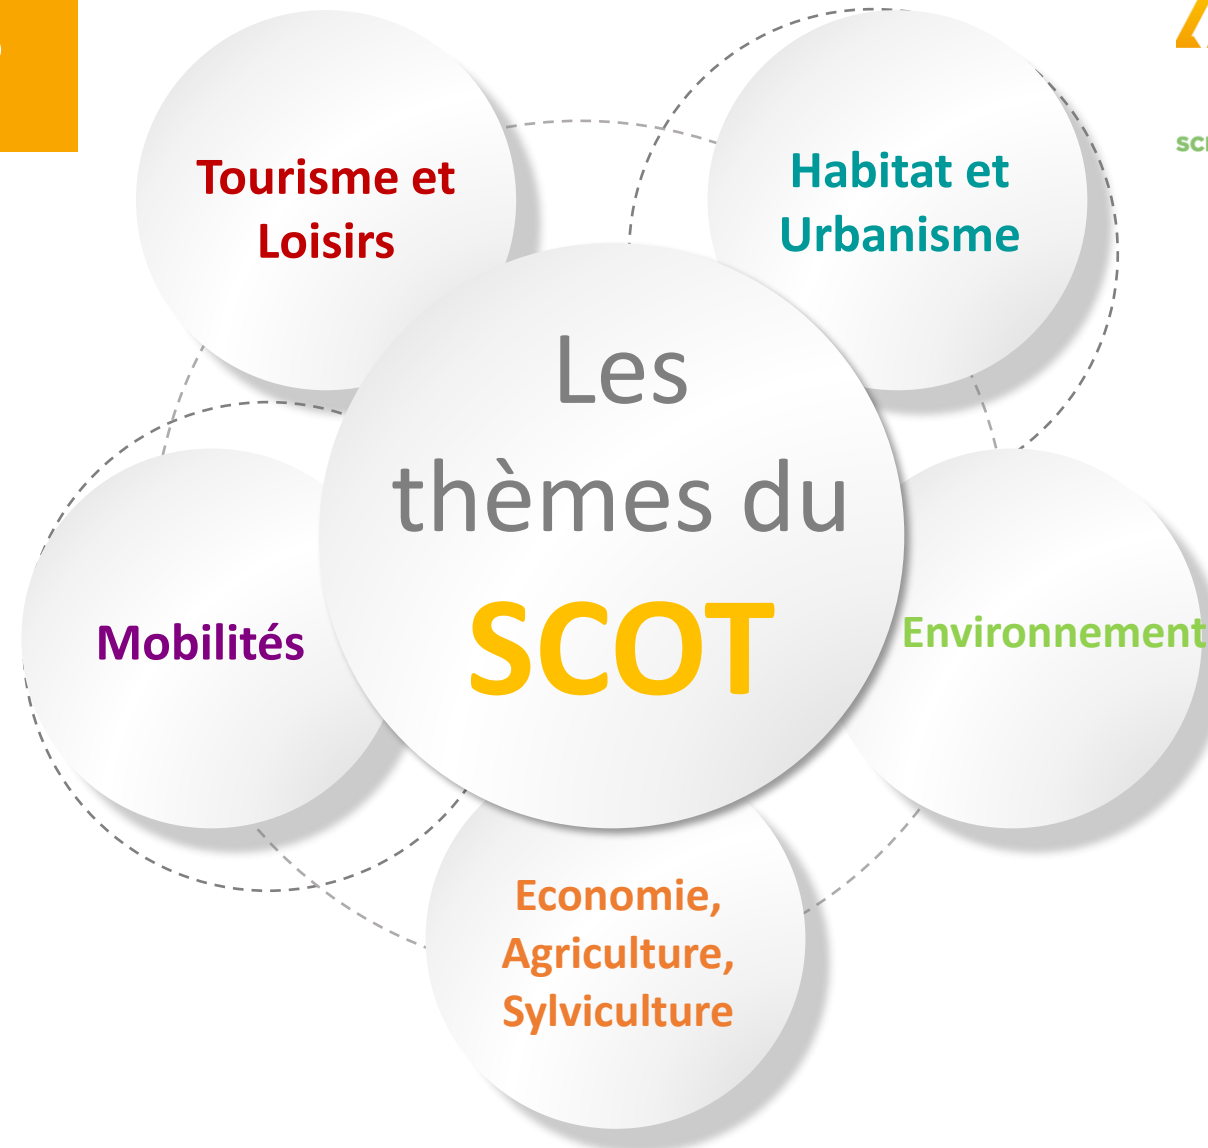 Tourisme et
Loisirs
Habitat et
Urbanisme
Les
thèmes du
SCOT
Mobilités
Environnement
Economie,
Agriculture,
Sylviculture